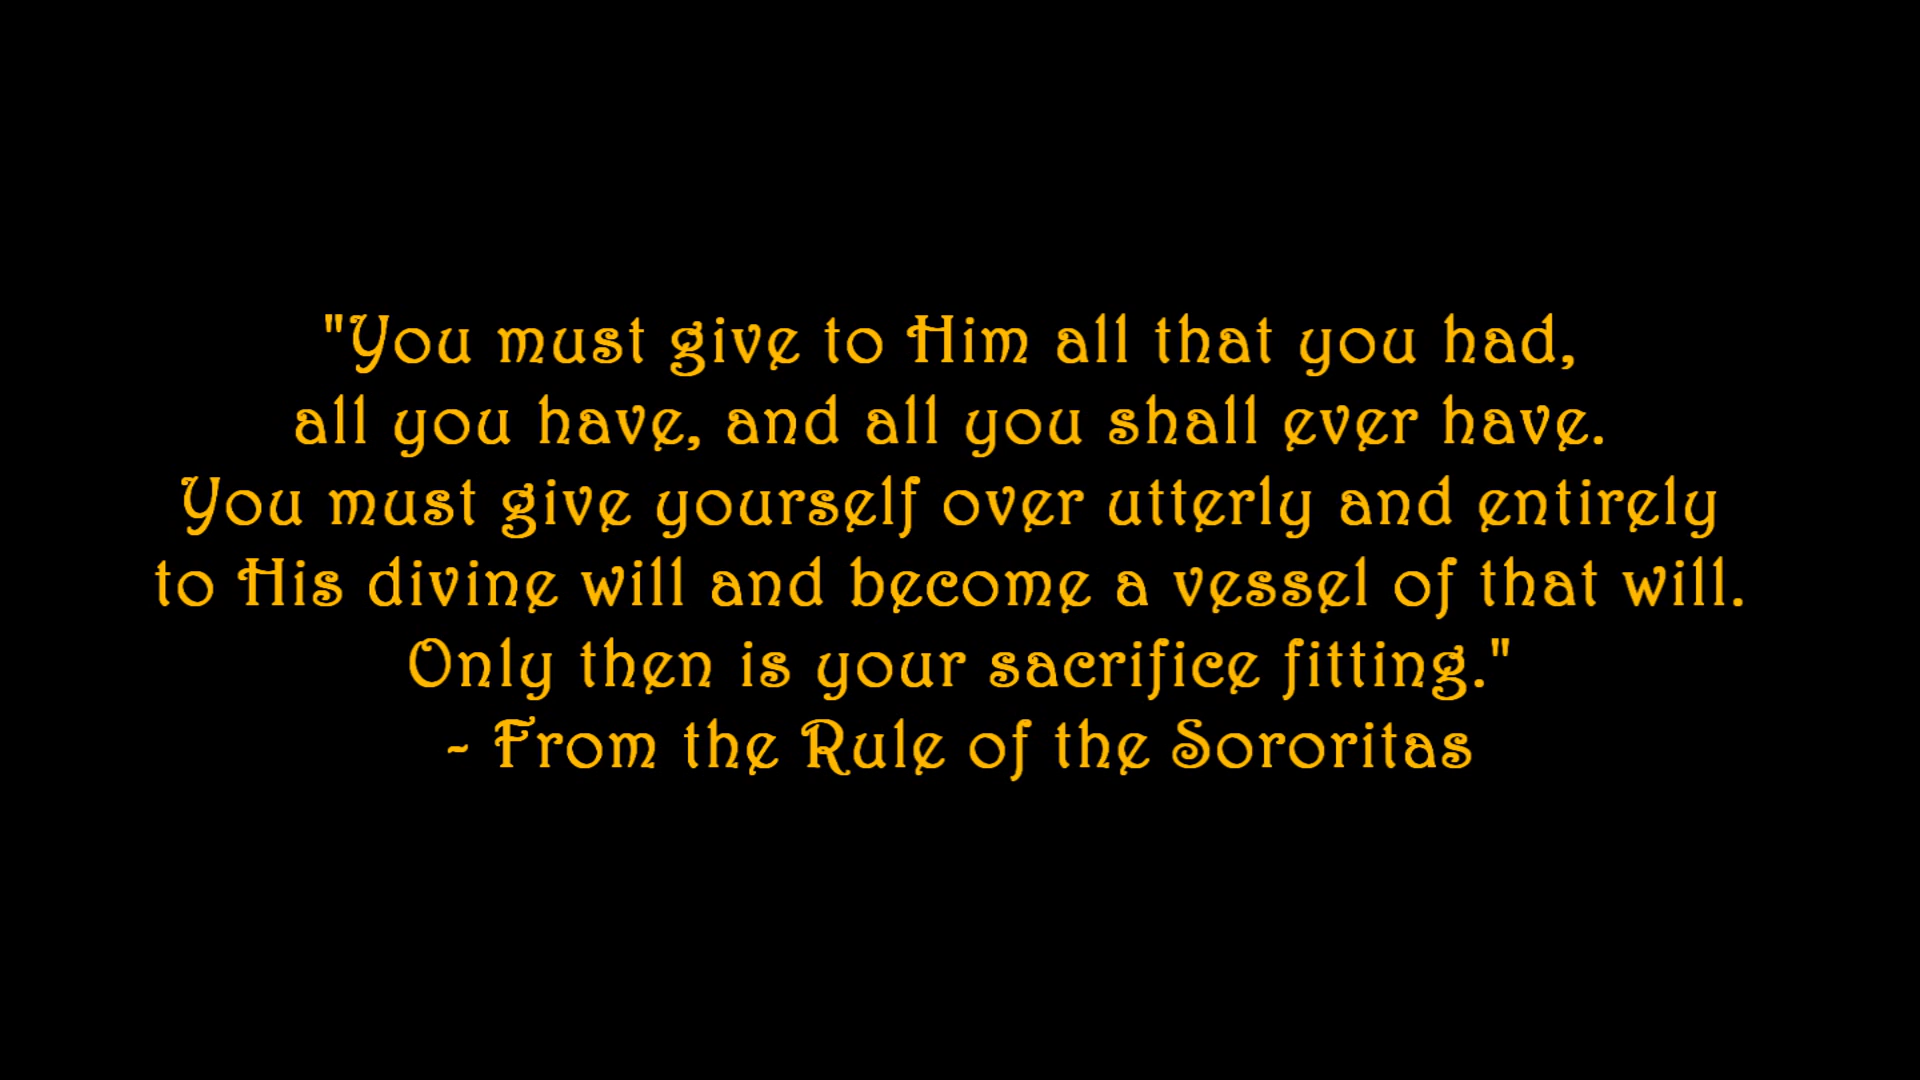 "You must give to Him all that you had,
all you have, and all you shall ever have.
You must give yourself over utterly and entirely
to His divine will and become a vessel of that will.
Only then is your sacrifice fitting."
- From the Rule of the Sororitas